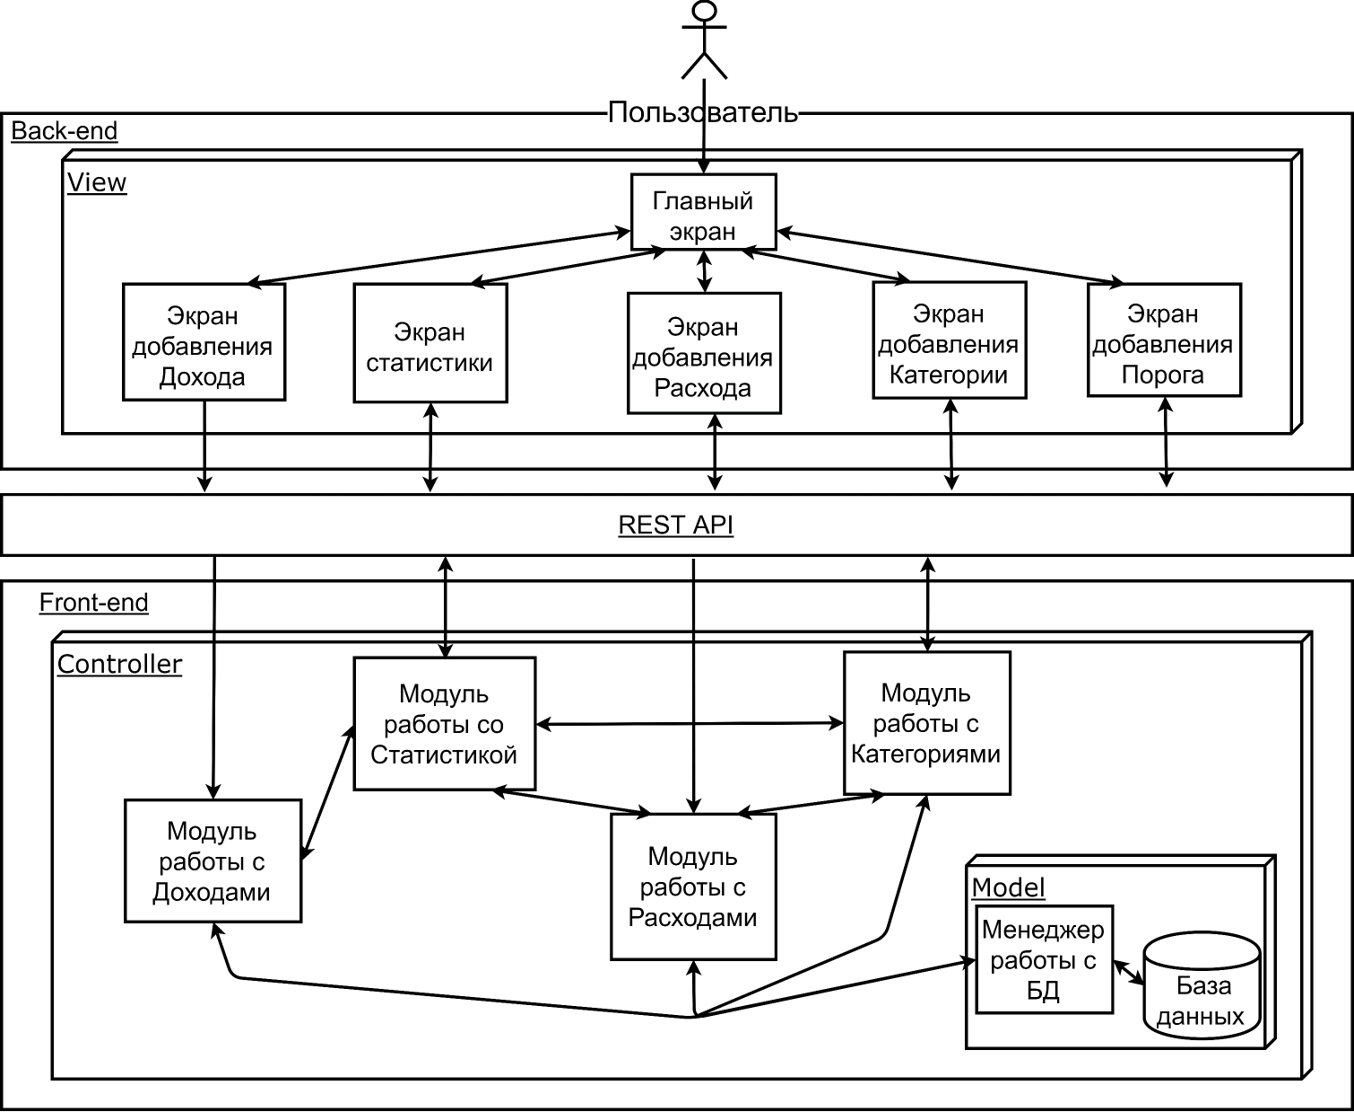 Пользователь
Back-end
View
Главный
экран
Экран
добавления
Дохода
Экран
статистики
Экран
добавления
Расхода
Экран
добавления
Категории
Экран
добавления
Порога
REST API
Front-end
Controller
Модуль
работы со
Статистикой
Модуль
работы с
Категориями
Модуль
работы с
Доходами
Модуль
работы с
Расходами
Model
Менеджер
работы с
БД
База
данных